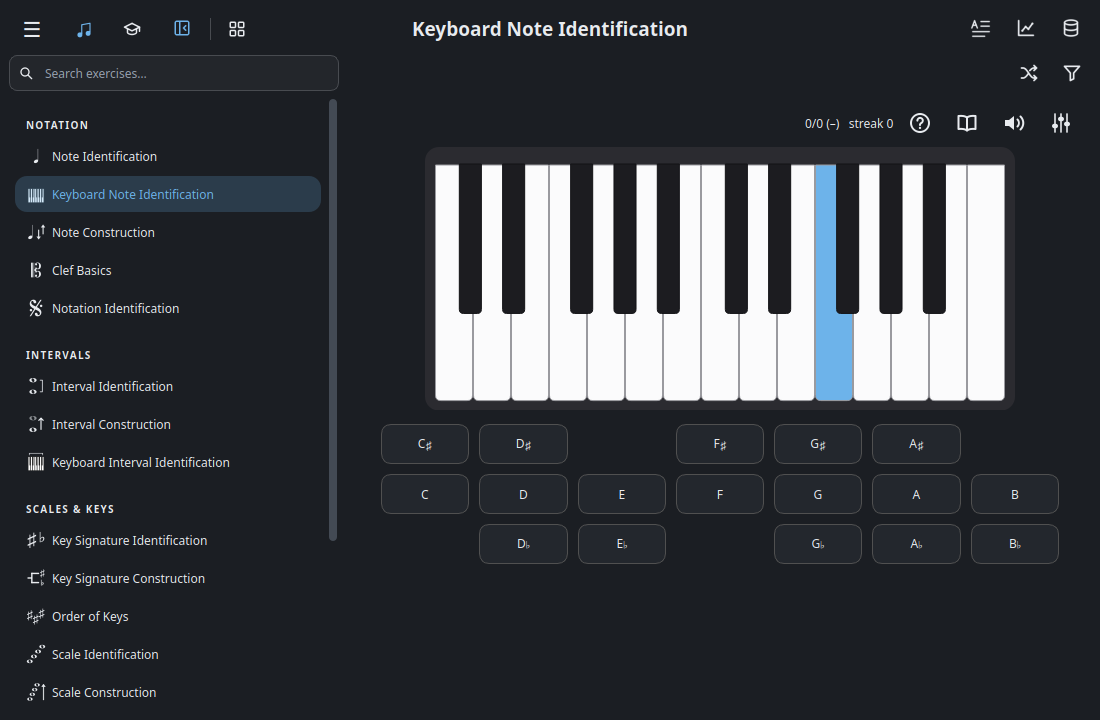 Keyboard Note Identification
Search exercises...
0/0 (–) streak 0
NOTATION
Note Identification
Keyboard Note Identification
Note Construction
Clef Basics
Notation Identification
INTERVALS
Interval Identification
Interval Construction
Keyboard Interval Identification
SCALES & KEYS
Key Signature Identification
Key Signature Construction
Order of Keys
Scale Identification
Scale Construction
C♯ D♯ F♯ G♯ A♯
C D E F G A B
D♭ E♭ G♭ A♭ B♭